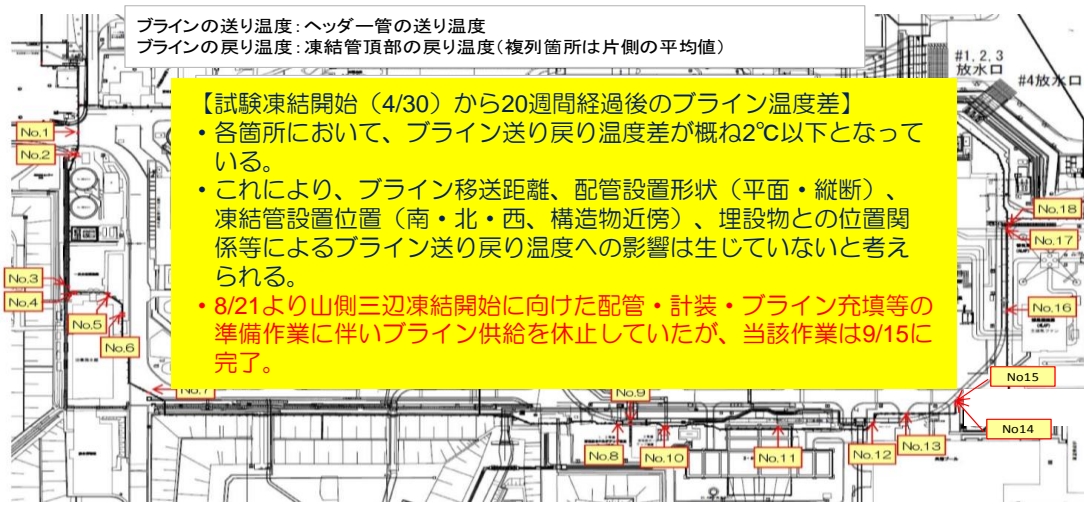 ブラインの送り温度：ヘッダー管の送り温度
ブラインの戻り温度：凍結管頂部の戻り温度（複列箇所は片側の平均値）
#1, 2, 3
放水口
#4放水口
【試験凍結開始（4/30）から20週間経過後のブライン温度差】
• 各箇所において、ブライン送り戻り温度差が概ね2℃以下となって
いる。
• これにより、ブライン移送距離、配管設置形状（平面・縦断）、
凍結管設置位置（南・北・西、構造物近傍）、埋設物との位置関
係等によるブライン送り戻り温度への影響は生じていないと考え
られる。
• 8/21より山側三辺凍結開始に向けた配管・計装・ブライン充填等の
準備作業に伴いブライン供給を休止していたが、当該作業は9/15に
完了。
No.1
No.2
No.3
No.4
No.5
No.6
No.7
No.8
No.9
No.10
No.11
No.12
No.13
No14
No15
No.16
No.17
No.18